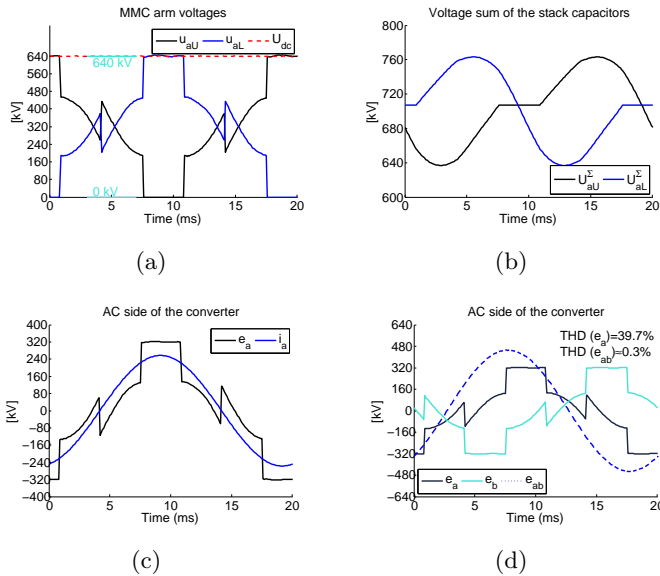 MMC arm voltages
u_aU u_aL U_dc
640 kV
0 kV
[kV]
640
560
480
400
320
240
160
80
0
0 5 10 15 20
Time (ms)
(a)
Voltage sum of the stack capacitors
[kV]
760
720
680
640
600
U_aU^Σ U_aL^Σ
0 5 10 15 20
Time (ms)
(b)
AC side of the converter
e_a i_a
[kV]
400
320
240
160
80
0
−80
−160
−240
−320
−400
0 5 10 15 20
Time (ms)
(c)
AC side of the converter
THD (e_a)=39.7%
THD (e_ab)=0.3%
[kV]
640
480
320
160
0
−160
−320
−480
−640
e_a e_b e_ab
0 5 10 15 20
Time (ms)
(d)